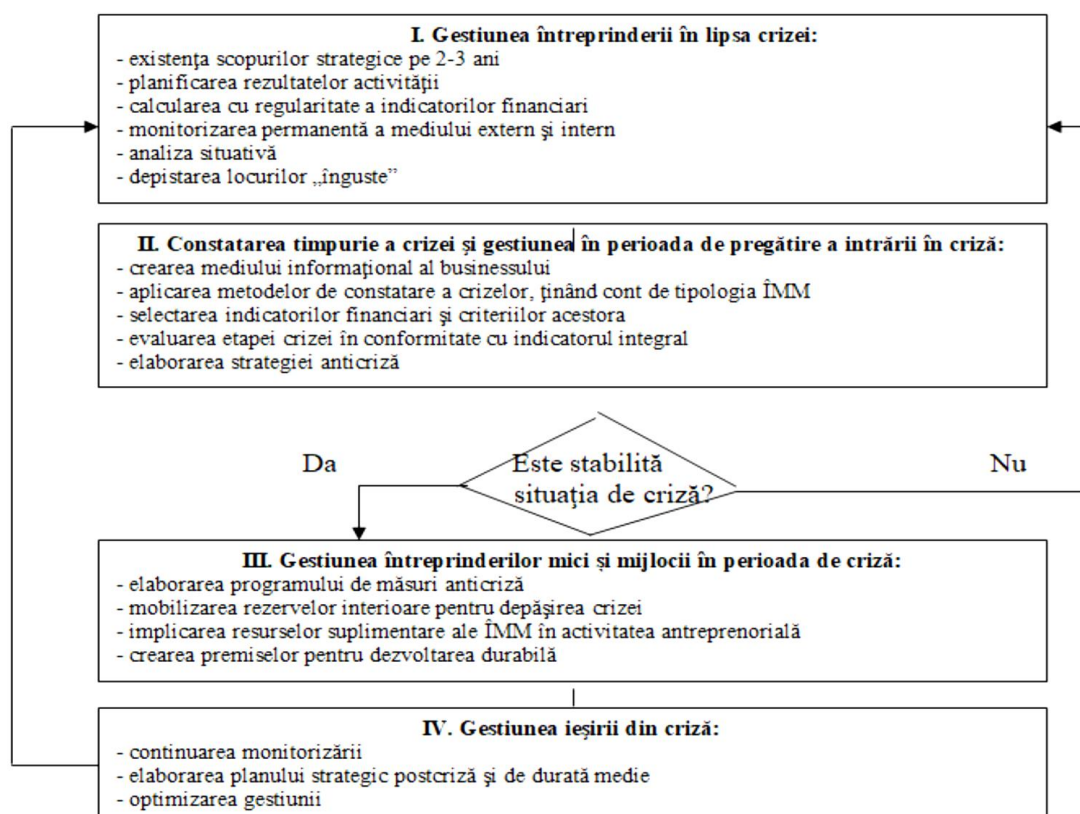 I. Gestiunea întreprinderii în lipsa crizei:
- existenţa scopurilor strategice pe 2-3 ani
- planificarea rezultatelor activităţii
- calcularea cu regularitate a indicatorilor financiari
- monitorizarea permanentă a mediului extern şi intern
- analiza situativă
- depistarea locurilor „înguste”
II. Constatarea timpurie a crizei și gestiunea în perioada de pregătire a intrării în criză:
- crearea mediului informaţional al businessului
- aplicarea metodelor de constatare a crizelor, ţinând cont de tipologia ÎMM
- selectarea indicatorilor financiari şi criteriilor acestora
- evaluarea etapei crizei în conformitate cu indicatorul integral
- elaborarea strategiei anticriză
Da
Este stabilită
situaţia de criză?
Nu
III. Gestiunea întreprinderilor mici și mijlocii în perioada de criză:
- elaborarea programului de măsuri anticriză
- mobilizarea rezervelor interioare pentru depăşirea crizei
- implicarea resurselor suplimentare ale ÎMM în activitatea antreprenorială
- crearea premiselor pentru dezvoltarea durabilă
IV. Gestiunea ieşirii din criză:
- continuarea monitorizării
- elaborarea planului strategic postcriză şi de durată medie
- optimizarea gestiunii